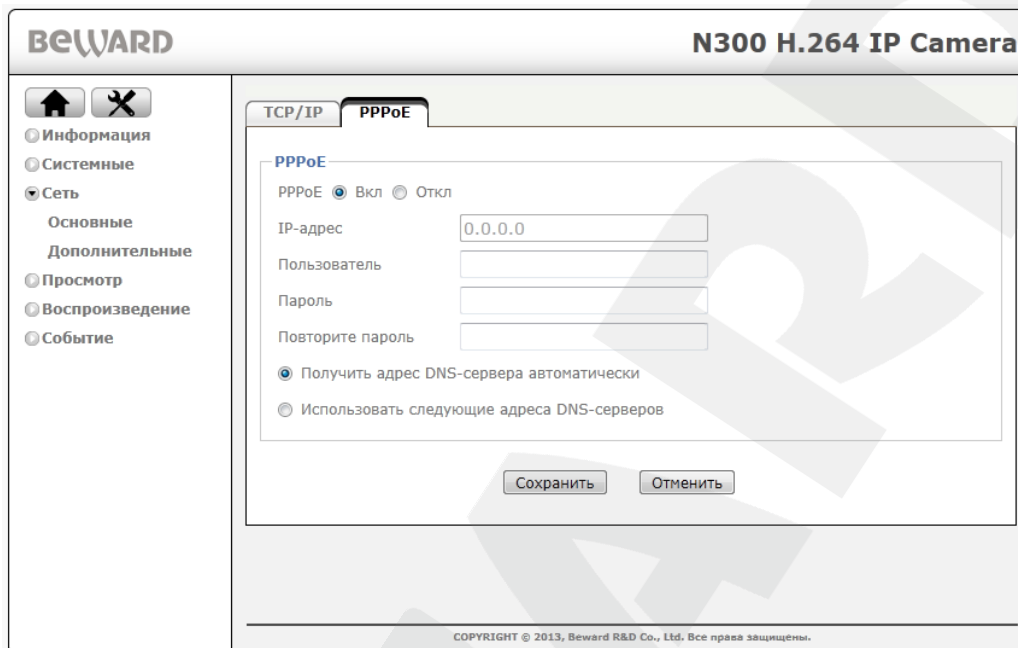 BEWARD
N300 H.264 IP Camera
Информация
Системные
Сеть
Основные
Дополнительные
Просмотр
Воспроизведение
Событие
TCP/IP PPPoE
PPPoE
PPPoE Вкл Откл
IP-адрес 0.0.0.0
Пользователь
Пароль
Повторите пароль
Получить адрес DNS-сервера автоматически
Использовать следующие адреса DNS-серверов
Сохранить Отменить
COPYRIGHT © 2013, Beward R&D Co., Ltd. Все права защищены.